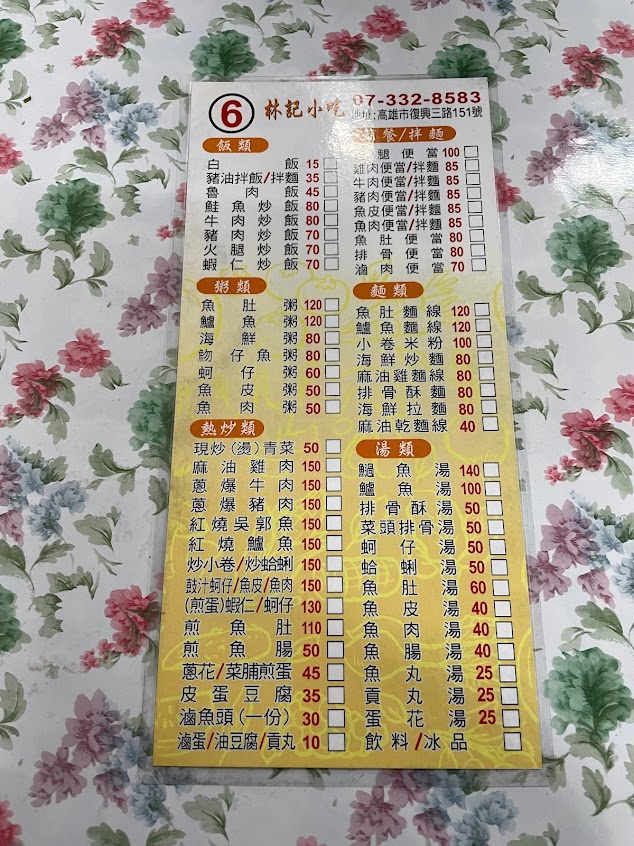 6 林記小吃 07-332-8583
地址:高雄市復興三路151號
飯類
白飯 15
豬油拌飯/拌麵 35
魯肉飯 45
鮭魚炒飯 80
牛肉炒飯 80
豬肉炒飯 70
火腿炒飯 70
蝦仁炒飯 70
粥類
魚肚粥 120
鱸魚粥 120
海鮮粥 80
魩仔魚粥 80
蚵仔粥 60
魚皮粥 50
魚肉粥 50
熱炒類
現炒(燙)青菜 50
麻油雞肉 150
蔥爆牛肉 150
蔥爆豬肉 150
紅燒吳郭魚 150
紅燒鱸魚 150
炒小卷/炒蛤蜊 150
鼓汁蚵仔/魚皮/魚肉 150
(煎蛋)蝦仁/蚵仔 130
煎魚肚 110
煎魚腸 50
蔥花/菜脯煎蛋 45
皮蛋豆腐 35
滷魚頭(一份) 30
滷蛋/油豆腐/貢丸 10
餐/拌麵
腿便當 100
雞肉便當/拌麵 85
牛肉便當/拌麵 85
豬肉便當/拌麵 85
魚皮便當/拌麵 85
魚肉便當/拌麵 85
魚肚便當 80
排骨便當 80
滷肉便當 70
麵類
魚肚麵線 120
鱸魚麵線 120
小卷米粉 100
海鮮炒麵 80
麻油雞麵線 80
排骨酥麵 80
海鮮拉麵 80
麻油乾麵線 40
湯類
魚湯 140
鱸魚湯 100
排骨酥湯 50
菜頭排骨湯 50
蚵仔湯 50
蛤蜊湯 50
魚肚湯 60
魚皮湯 40
魚肉湯 40
魚腸湯 40
魚丸湯 25
貢丸湯 25
蛋花湯 25
飲料/冰品